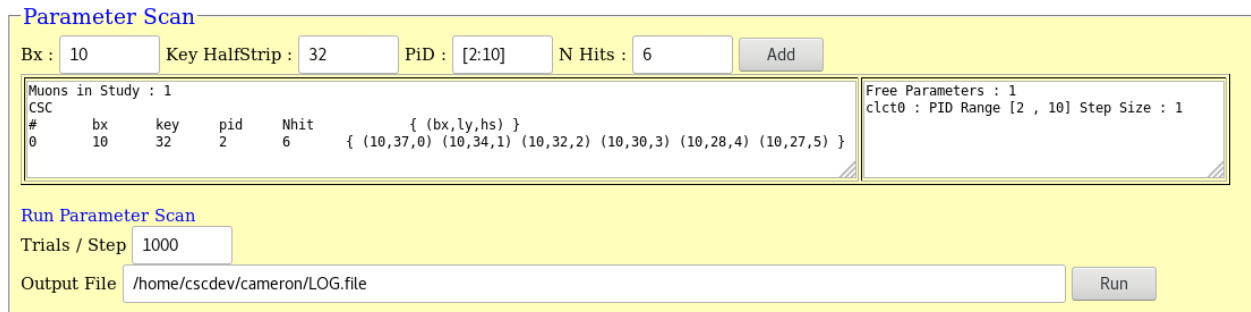 Parameter Scan
Bx : 10 Key HalfStrip : 32 PiD : [2:10] N Hits : 6 Add
Muons in Study : 1
CSC
# bx key pid Nhit { (bx,ly,hs) }
0 10 32 2 6 { (10,37,0) (10,34,1) (10,32,2) (10,30,3) (10,28,4) (10,27,5) }
Free Parameters : 1
clct0 : PID Range [2 , 10] Step Size : 1
Run Parameter Scan
Trials / Step 1000
Output File /home/cscdev/cameron/LOG.file Run